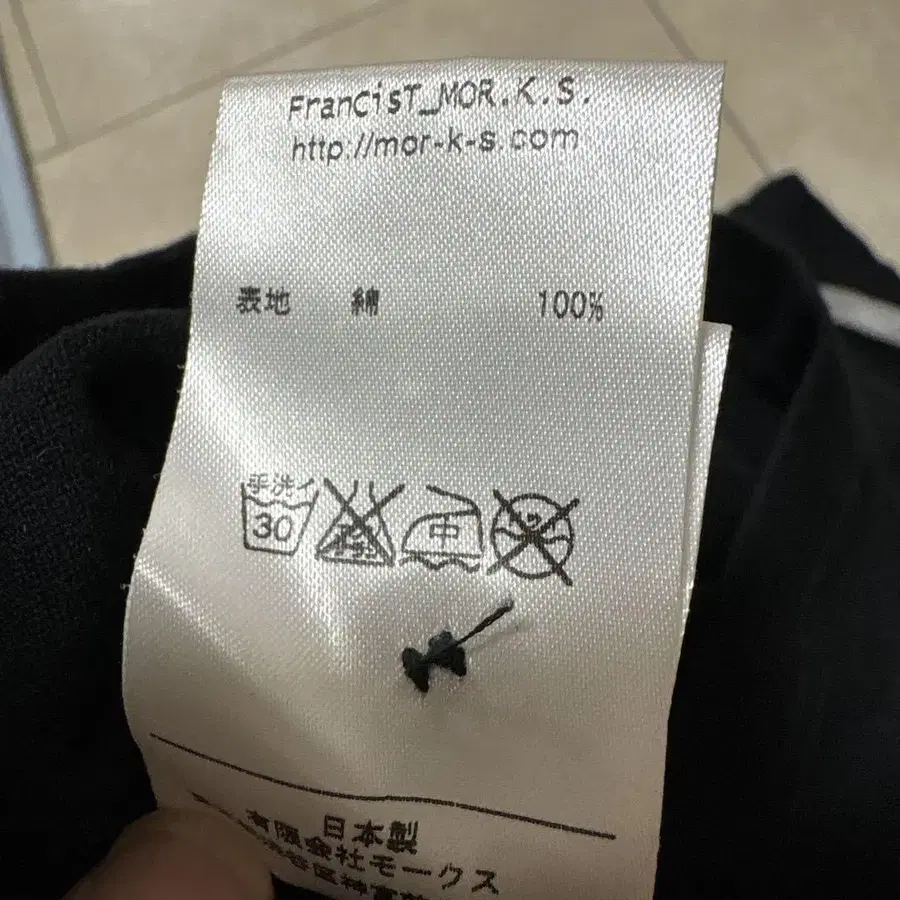 FranCisT_MOR.K.S.
http://mor-k-s.com
表地 綿 100%
手洗イ
30 中
日本製
有限会社モークス